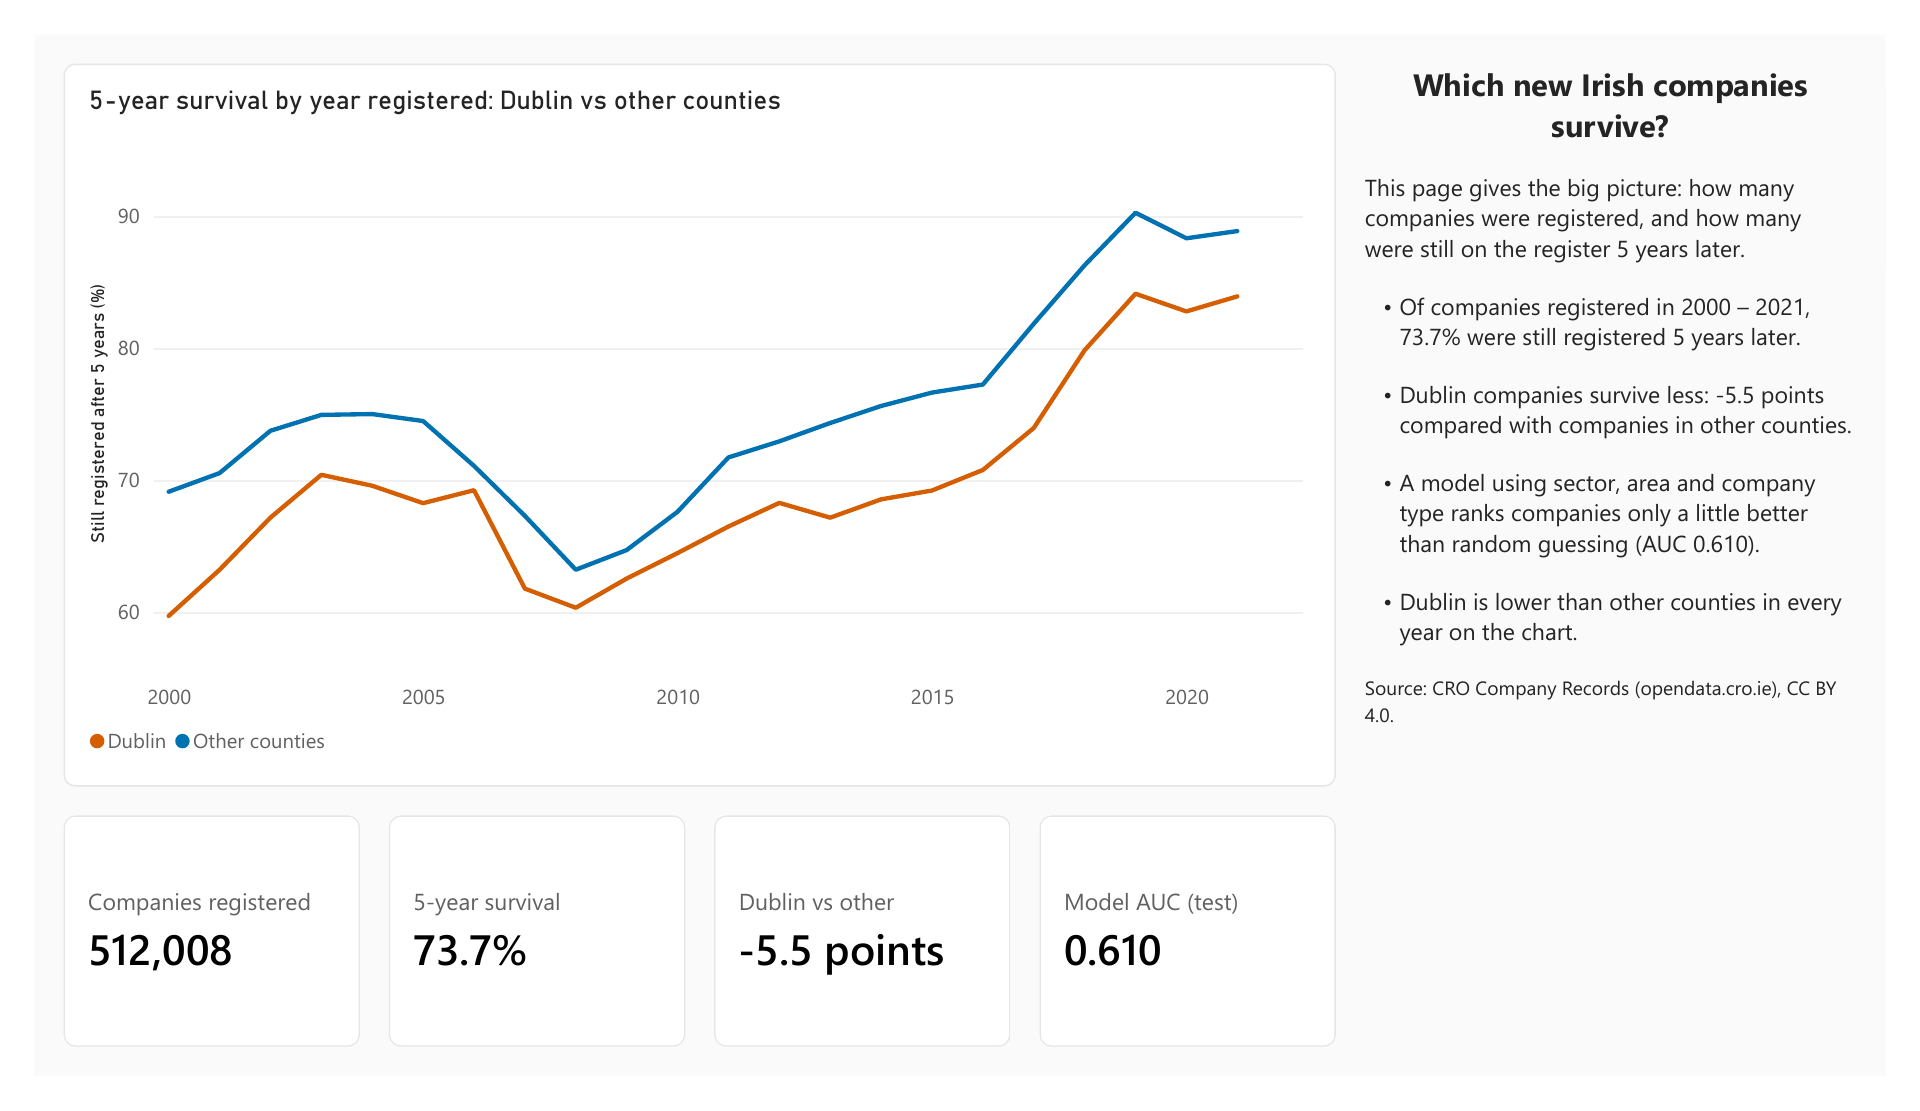 5-year survival by year registered: Dublin vs other counties
Still registered after 5 years (%)
90
80
70
60
2000 2005 2010 2015 2020
Dublin Other counties
Which new Irish companies
survive?
This page gives the big picture: how many
companies were registered, and how many
were still on the register 5 years later.
• Of companies registered in 2000 – 2021,
73.7% were still registered 5 years later.
• Dublin companies survive less: -5.5 points
compared with companies in other counties.
• A model using sector, area and company
type ranks companies only a little better
than random guessing (AUC 0.610).
• Dublin is lower than other counties in every
year on the chart.
Source: CRO Company Records (opendata.cro.ie), CC BY
4.0.
Companies registered
512,008
5-year survival
73.7%
Dublin vs other
-5.5 points
Model AUC (test)
0.610